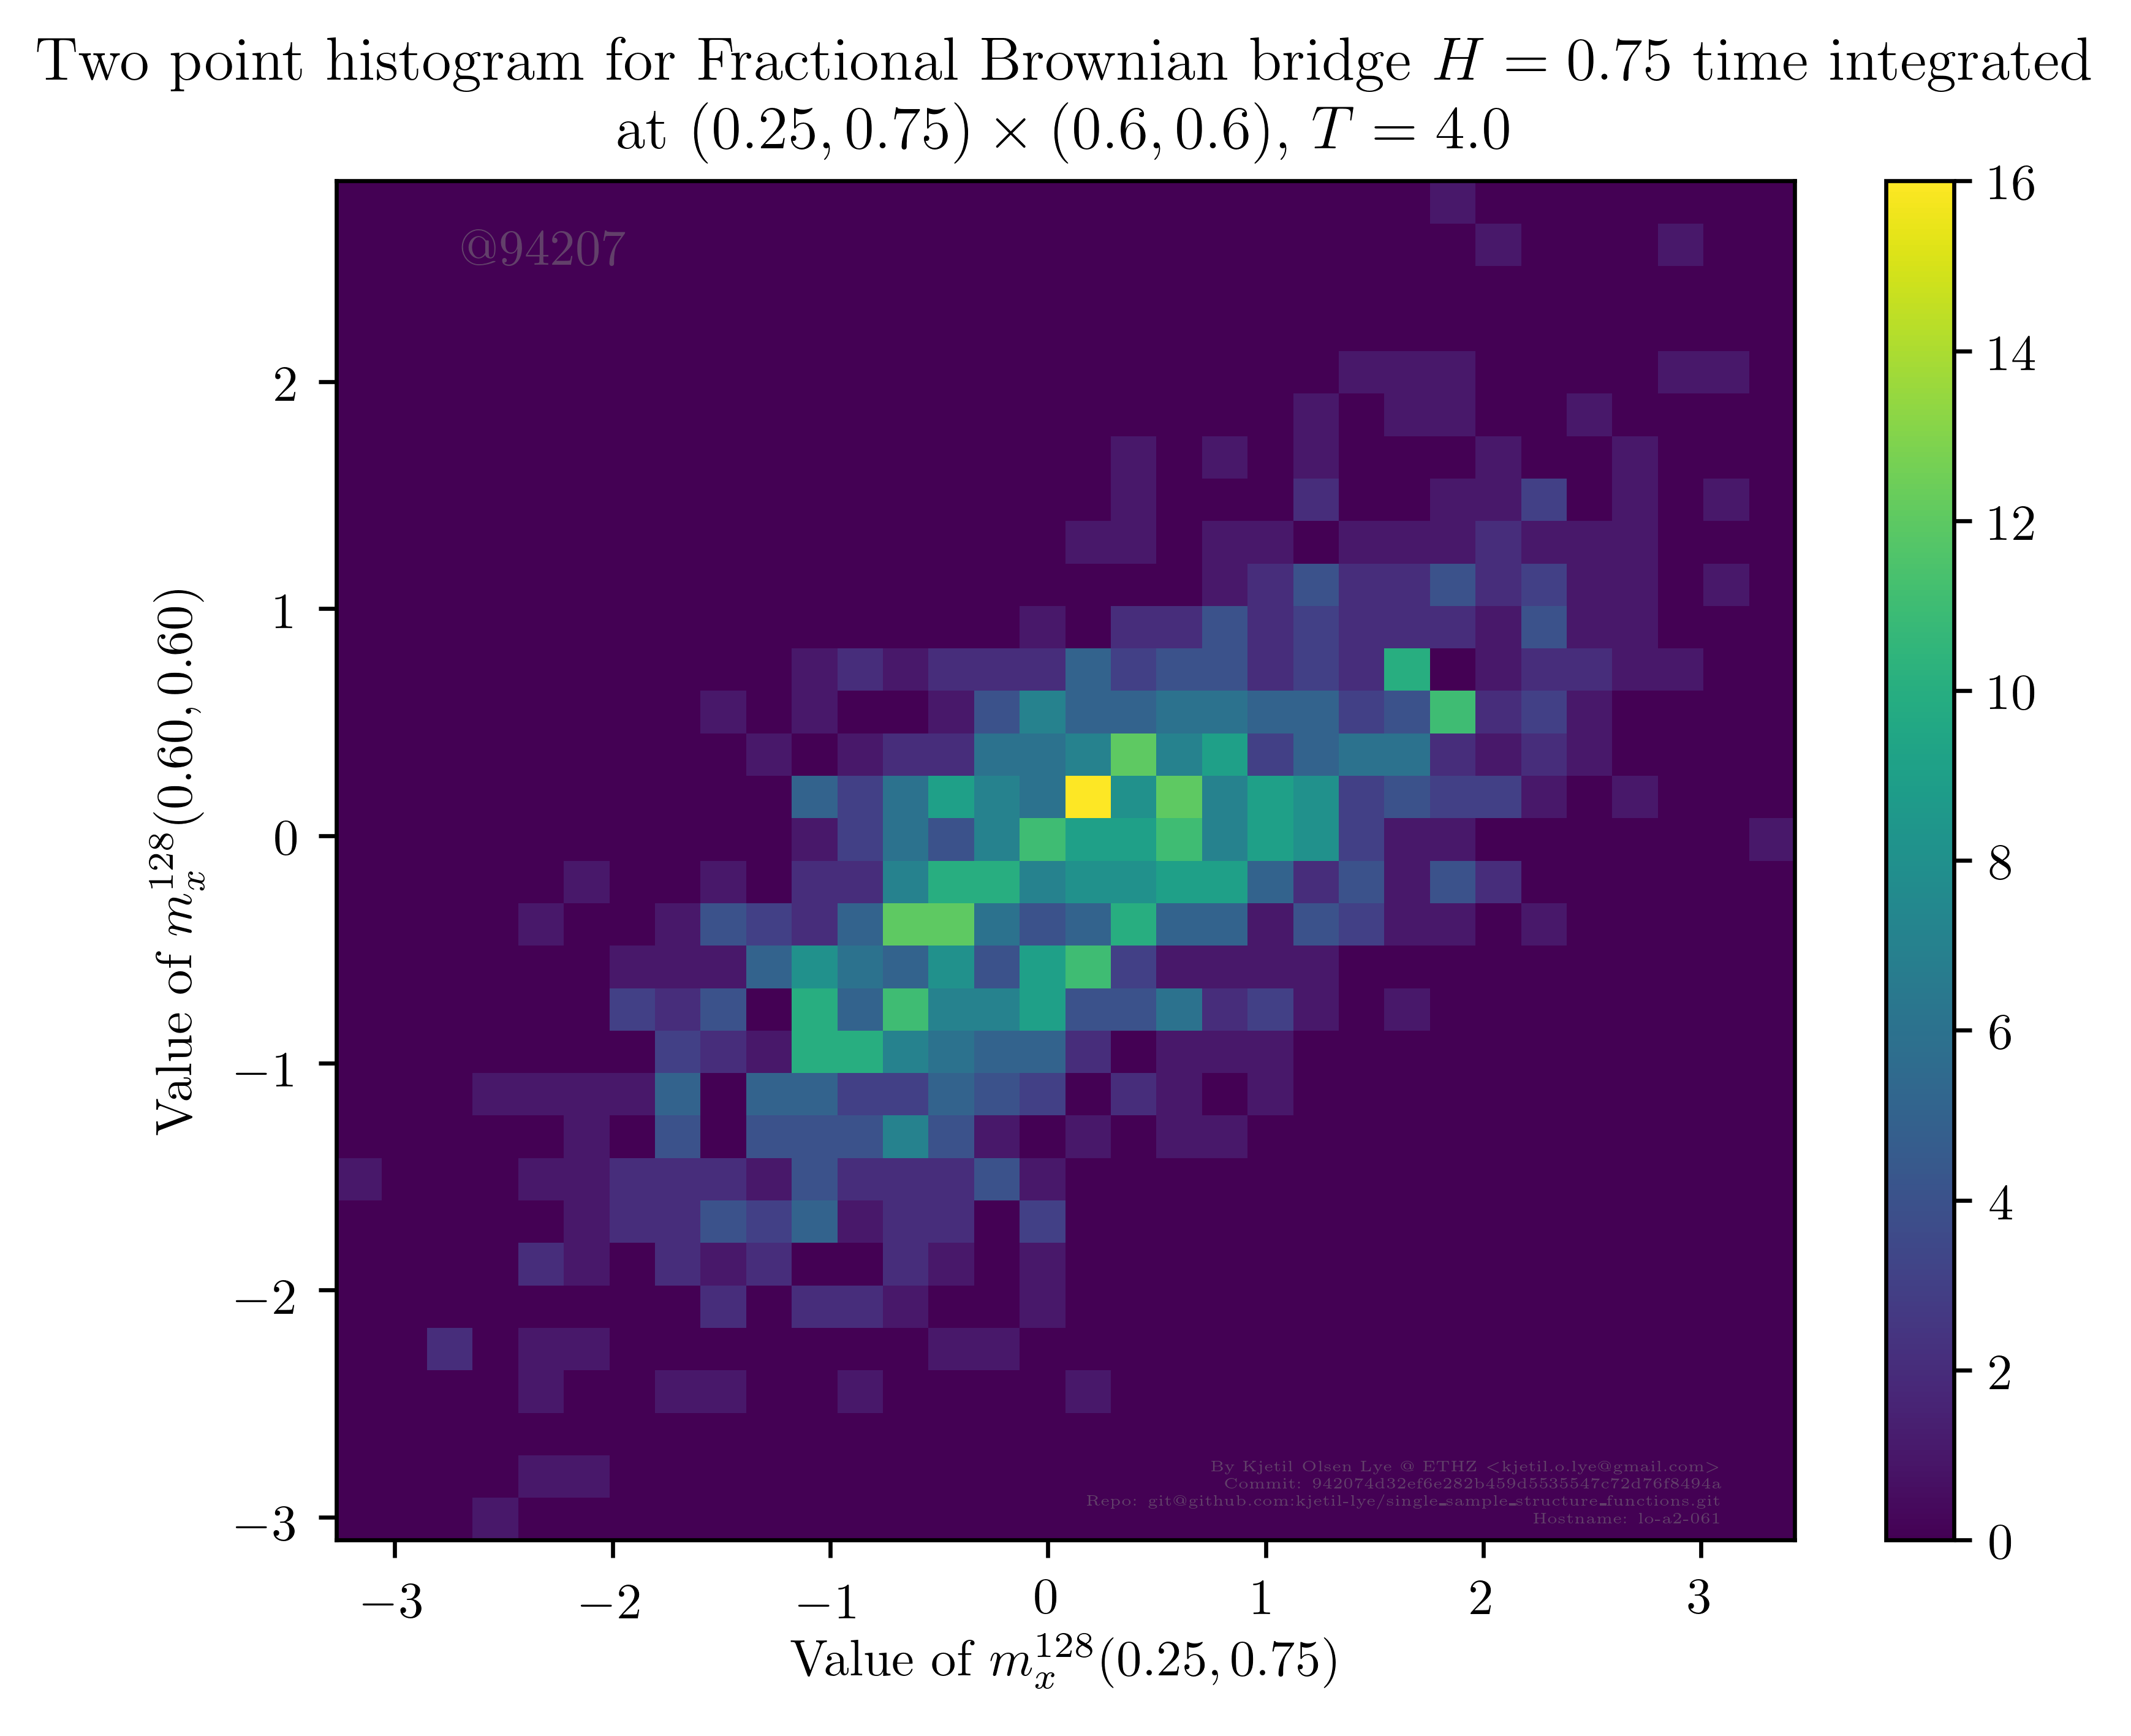 Two point histogram for Fractional Brownian bridge H = 0.75 time integrated
at (0.25, 0.75) × (0.6, 0.6), T = 4.0
@94207
16
14
12
10
8
6
4
2
0
2
1
0
−1
−2
−3
Value of m_x^{128}(0.60, 0.60)
By Kjetil Olsen Lye @ ETHZ <kjetil.o.lye@gmail.com>
Commit: 942074d32ef6e282b459d5535547c72d76f8494a
Repo: git@github.com:kjetil-lye/single_sample_structure_functions.git
Hostname: lo-a2-061
−3 −2 −1 0 1 2 3
Value of m_x^{128}(0.25, 0.75)